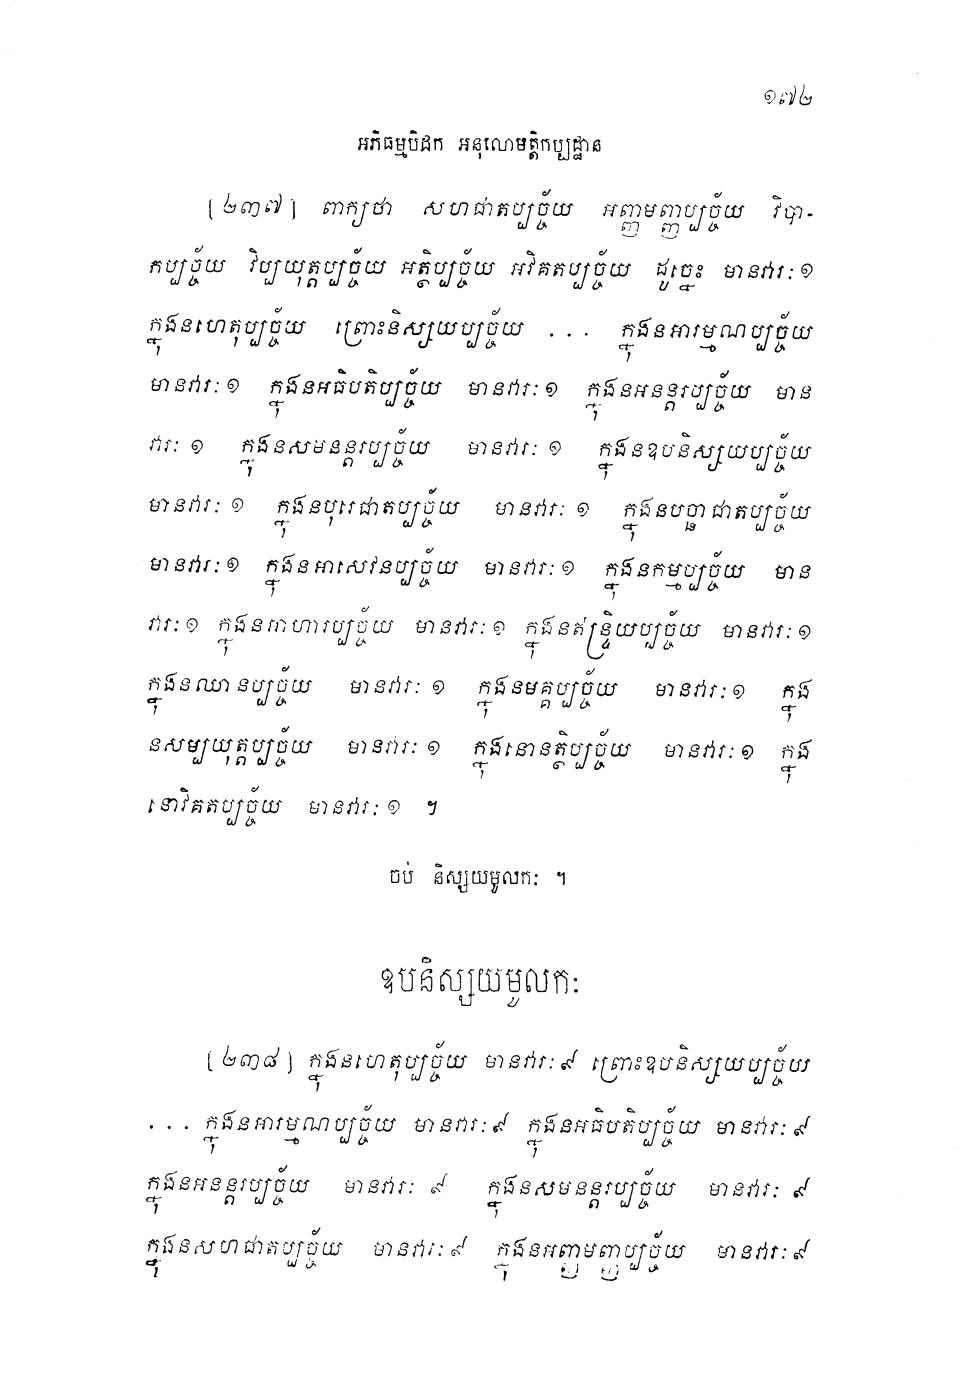 ១៧២
អភិធម្មបិដក អនុលោមត្តិកប្បដ្ឋាន
[២៣៧] ពាក្យថា សហជាតប្បច្ច័យ អញ្ញមញ្ញប្បច្ច័យ វិបា-
កប្បច្ច័យ វិប្បយុត្តប្បច្ច័យ អត្ថិប្បច្ច័យ អវិគតប្បច្ច័យ ដូច្នេះ មានវារៈ១
ក្នុងនហេតុប្បច្ច័យ ព្រោះនិស្សយប្បច្ច័យ ... ក្នុងនអារម្មណប្បច្ច័យ
មានវារៈ១ ក្នុងនអធិបតិប្បច្ច័យ មានវារៈ១ ក្នុងនអនន្តរប្បច្ច័យ មាន
វារៈ ១ ក្នុងនសមនន្តរប្បច្ច័យ មានវារៈ ១ ក្នុងនឧបនិស្សយប្បច្ច័យ
មានវារៈ ១ ក្នុងនបុរេជាតប្បច្ច័យ មានវារៈ ១ ក្នុងនបច្ឆាជាតប្បច្ច័យ
មានវារៈ១ ក្នុងនអាសេវនប្បច្ច័យ មានវារៈ១ ក្នុងនកម្មប្បច្ច័យ មាន
វារៈ១ ក្នុងនអាហារប្បច្ច័យ មានវារៈ១ ក្នុងនឥន្ទ្រិយប្បច្ច័យ មានវារៈ១
ក្នុងនឈានប្បច្ច័យ មានវារៈ ១ ក្នុងនមគ្គប្បច្ច័យ មានវារៈ១ ក្នុង
នសម្បយុត្តប្បច្ច័យ មានវារៈ ១ ក្នុងនោនត្ថិប្បច្ច័យ មានវារៈ១ ក្នុង
នោវិគតប្បច្ច័យ មានវារៈ១ ។
ចប់ និស្សយមូលកៈ ។
ឧបនិស្សយមូលកៈ
[២៣៨] ក្នុងនហេតុប្បច្ច័យ មានវារៈ៩ ព្រោះឧបនិស្សយប្បច្ច័យ
... ក្នុងនអារម្មណប្បច្ច័យ មានវារៈ៩ ក្នុងនអធិបតិប្បច្ច័យ មានវារៈ៩
ក្នុងនអនន្តរប្បច្ច័យ មានវារៈ ៩ ក្នុងនសមនន្តរប្បច្ច័យ មានវារៈ ៩
ក្នុងនសហជាតប្បច្ច័យ មានវារៈ៩ ក្នុងនអញ្ញមញ្ញប្បច្ច័យ មានវារៈ៩